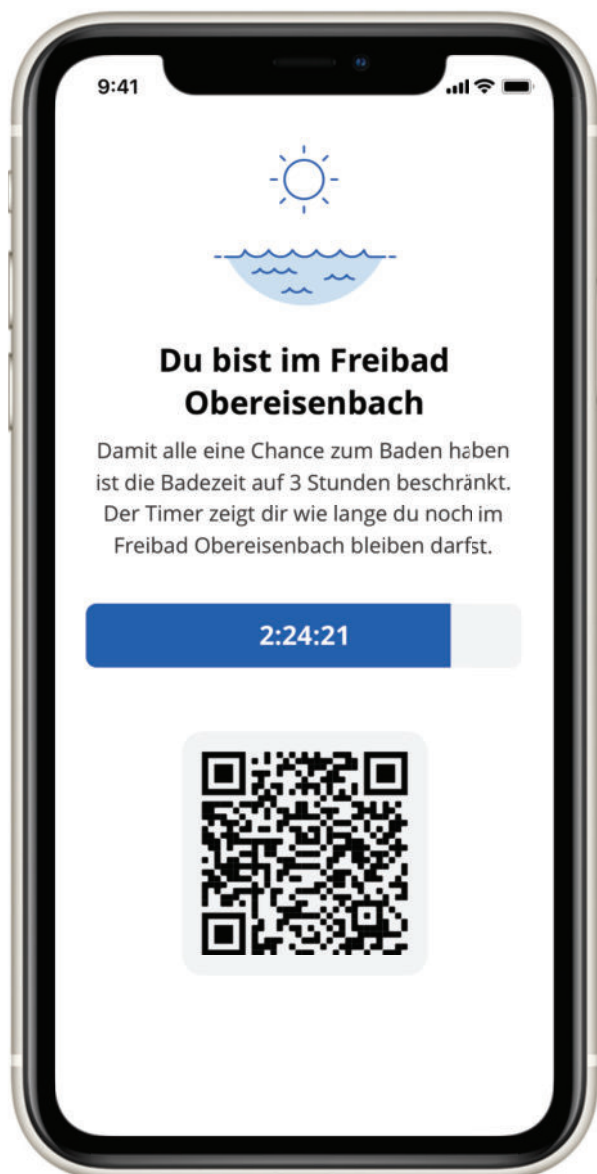 9:41
Du bist im Freibad
Obereisenbach
Damit alle eine Chance zum Baden haben
ist die Badezeit auf 3 Stunden beschränkt.
Der Timer zeigt dir wie lange du noch im
Freibad Obereisenbach bleiben darfst.
2:24:21